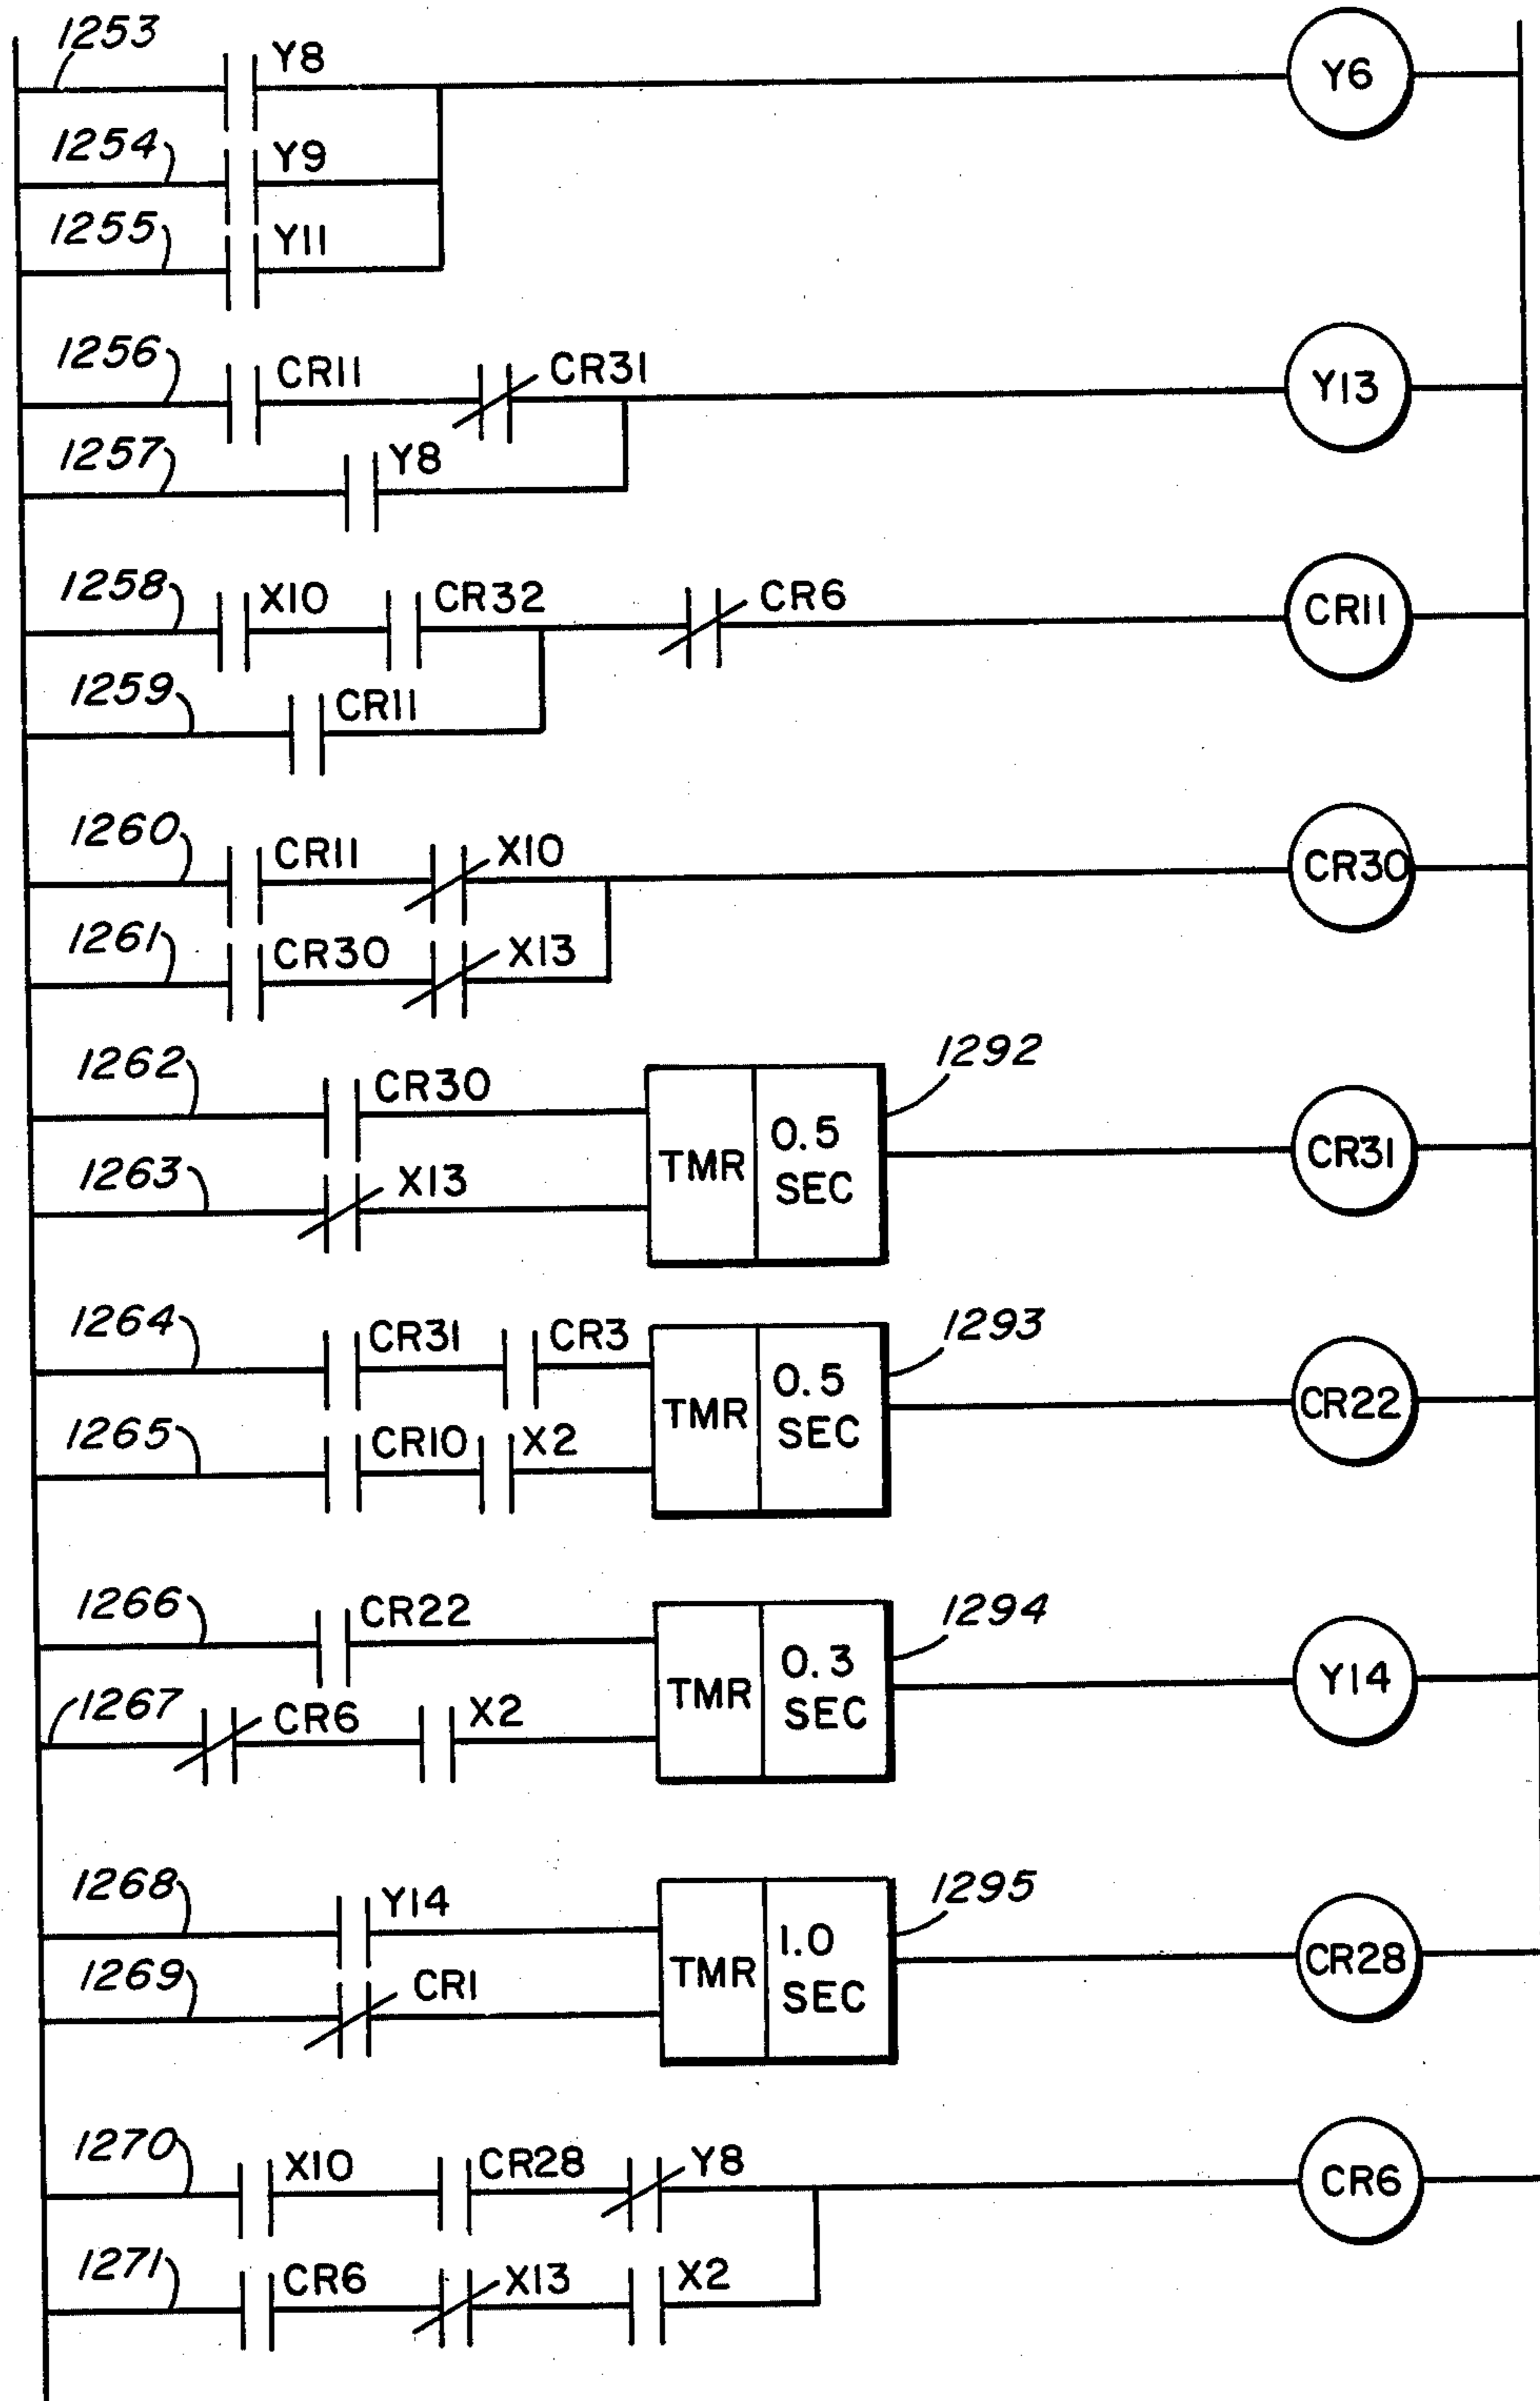 1253 Y8 Y6
1254 Y9
1255 Y11
1256 CR11 CR31 Y13
1257 Y8
1258 X10 CR32 CR6 CR11
1259 CR11
1260 CR11 X10 CR30
1261 CR30 X13
1262 CR30 TMR 0.5 SEC 1292 CR31
1263 X13
1264 CR31 CR3 TMR 0.5 SEC 1293 CR22
1265 CR10 X2
1266 CR22 TMR 0.3 SEC 1294 Y14
1267 CR6 X2
1268 Y14 TMR 1.0 SEC 1295 CR28
1269 CR1
1270 X10 CR28 Y8 CR6
1271 CR6 X13 X2